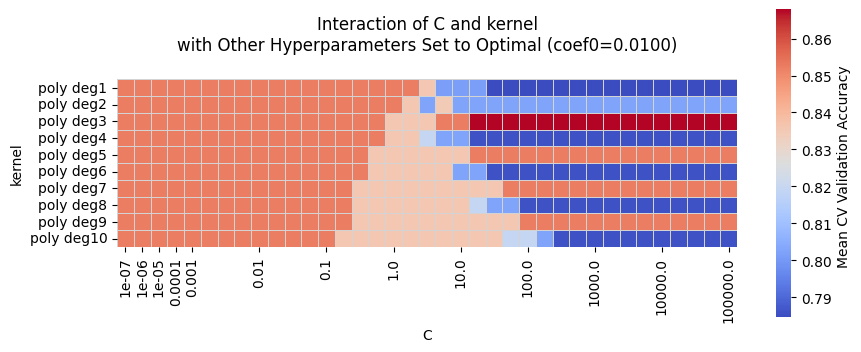 Interaction of C and kernel
with Other Hyperparameters Set to Optimal (coef0=0.0100)
kernel
poly deg1
poly deg2
poly deg3
poly deg4
poly deg5
poly deg6
poly deg7
poly deg8
poly deg9
poly deg10
1e-07
1e-06
1e-05
0.0001
0.001
0.01
0.1
1.0
10.0
100.0
1000.0
10000.0
100000.0
C
0.86
0.85
0.84
0.83
0.82
0.81
0.80
0.79
Mean CV Validation Accuracy